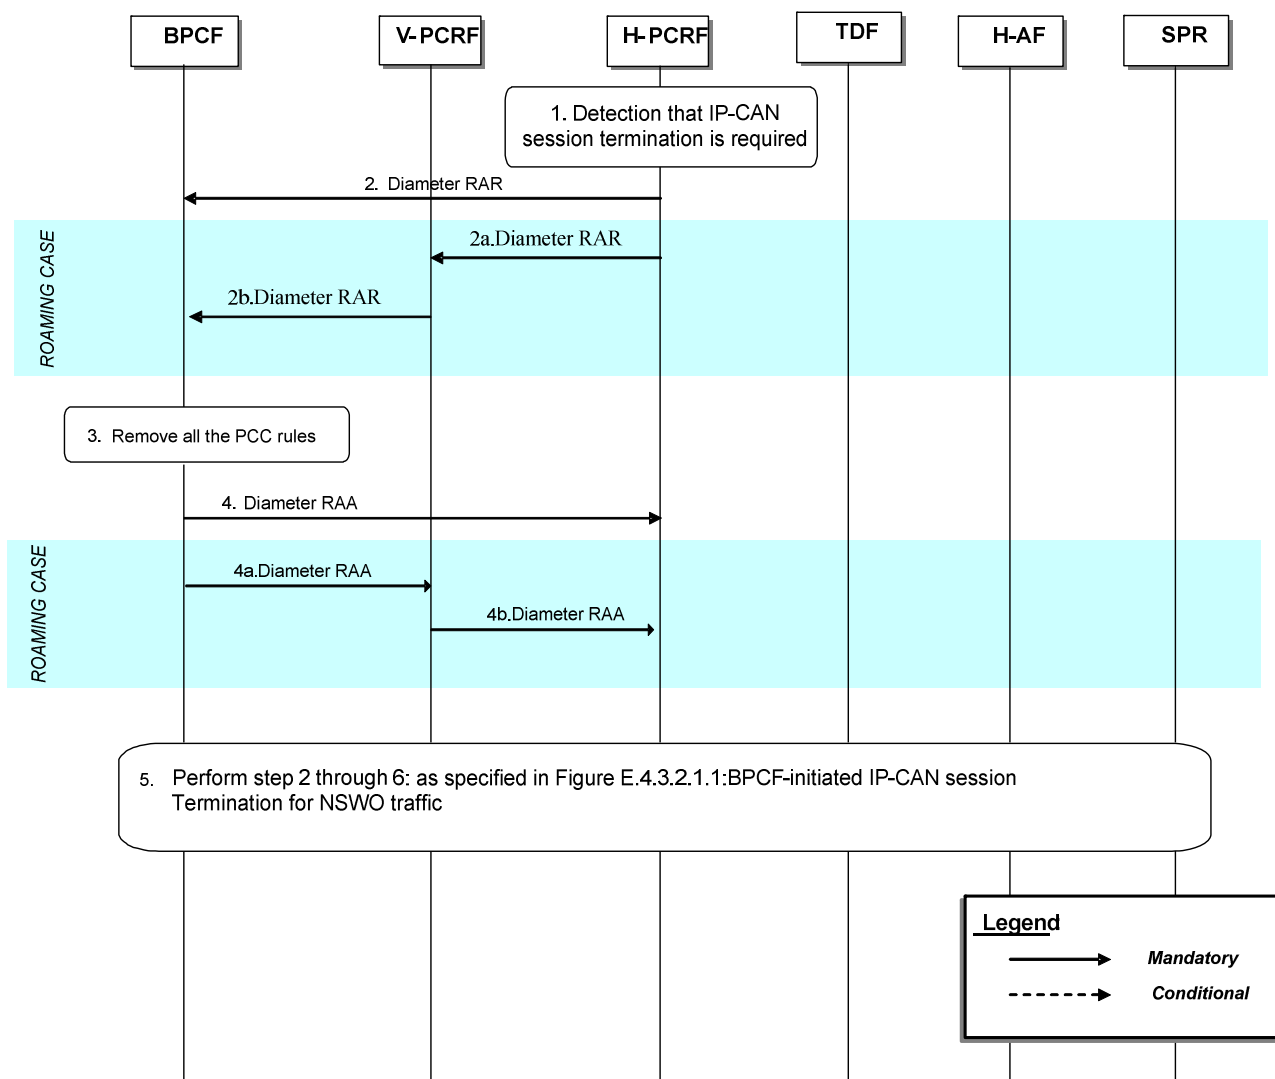 BPCF
V-PCRF
H-PCRF
TDF
H-AF
SPR
1. Detection that IP-CAN
session termination is required
2. Diameter RAR
ROAMING CASE
2a.Diameter RAR
2b.Diameter RAR
3. Remove all the PCC rules
4. Diameter RAA
ROAMING CASE
4a.Diameter RAA
4b.Diameter RAA
5. Perform step 2 through 6: as specified in Figure E.4.3.2.1.1:BPCF-initiated IP-CAN session
Termination for NSWO traffic
Legend
Mandatory
Conditional